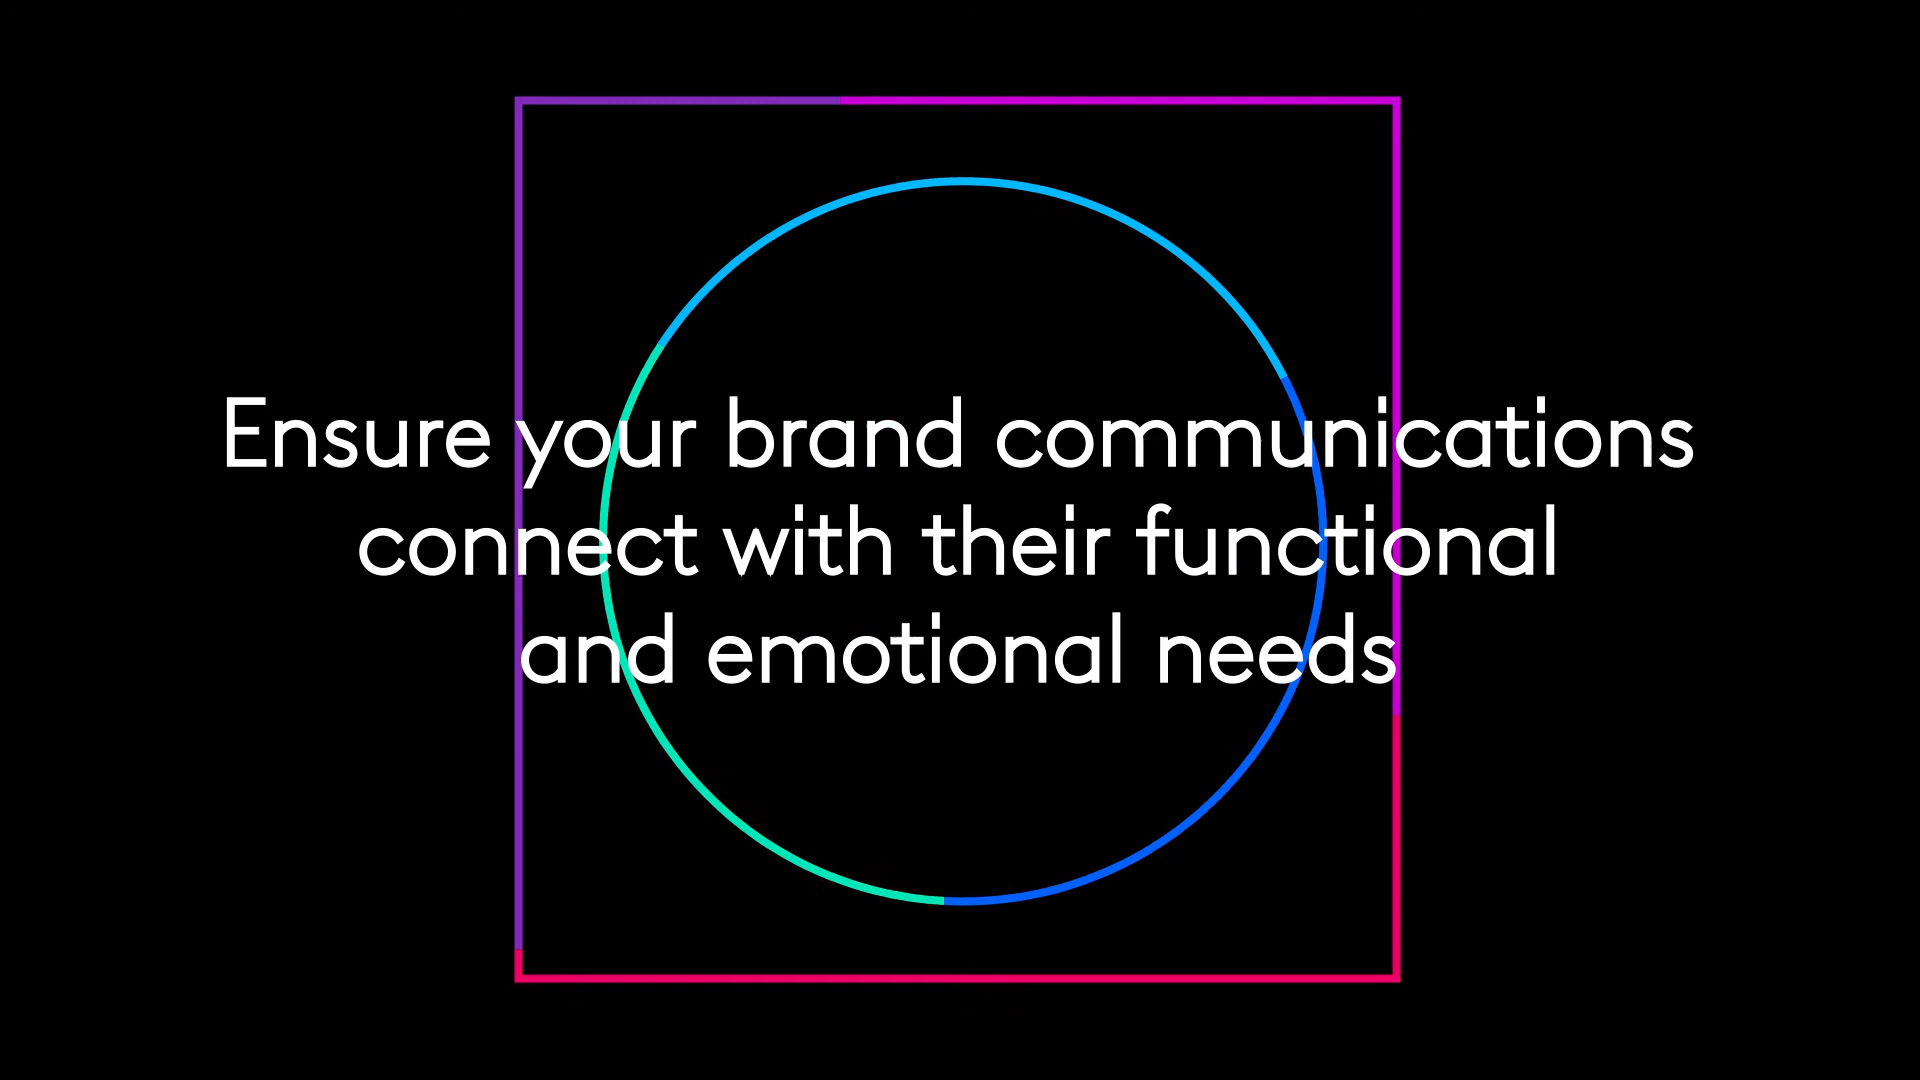 Ensure your brand communications
connect with their functional
and emotional needs